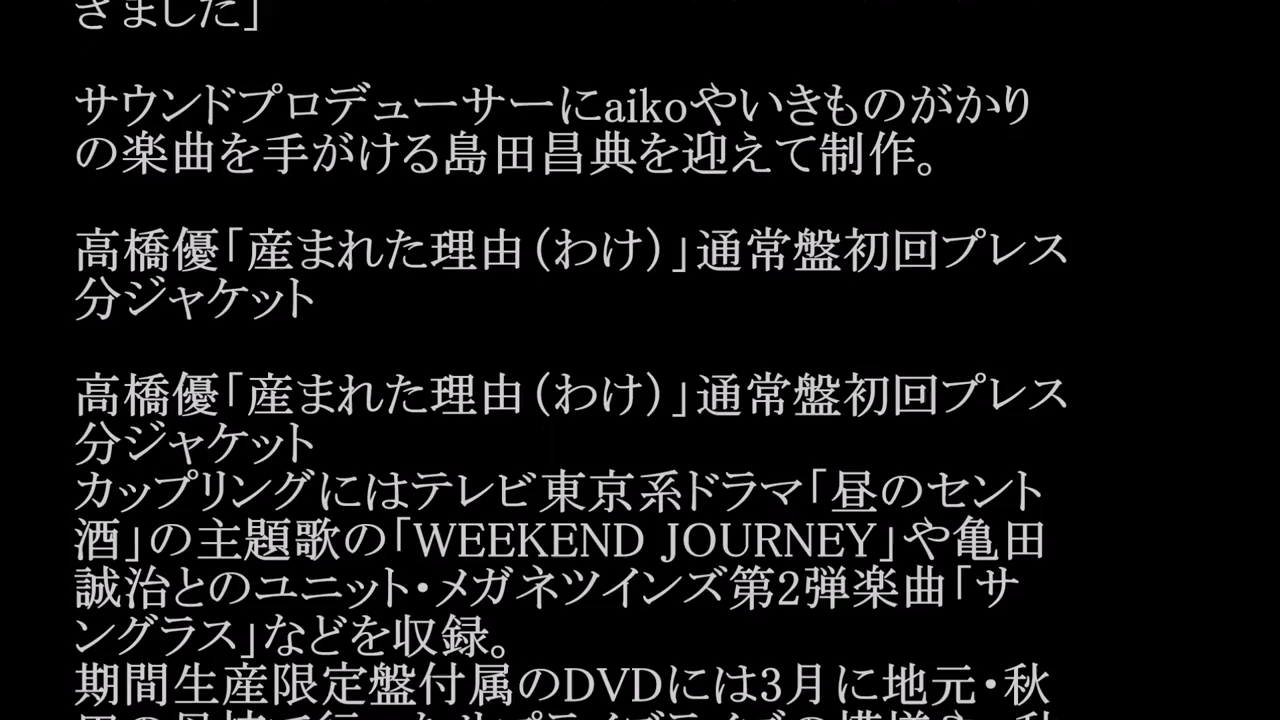 さました」
サウンドプロデューサーにaikoやいきものがかり
の楽曲を手がける島田昌典を迎えて制作。
高橋優「産まれた理由（わけ）」通常盤初回プレス
分ジャケット
高橋優「産まれた理由（わけ）」通常盤初回プレス
分ジャケット
カップリングにはテレビ東京系ドラマ「昼のセント
酒」の主題歌の「WEEKEND JOURNEY」や亀田
誠治とのユニット・メガネツインズ第2弾楽曲「サ
ングラス」などを収録。
期間生産限定盤付属のDVDには3月に地元・秋